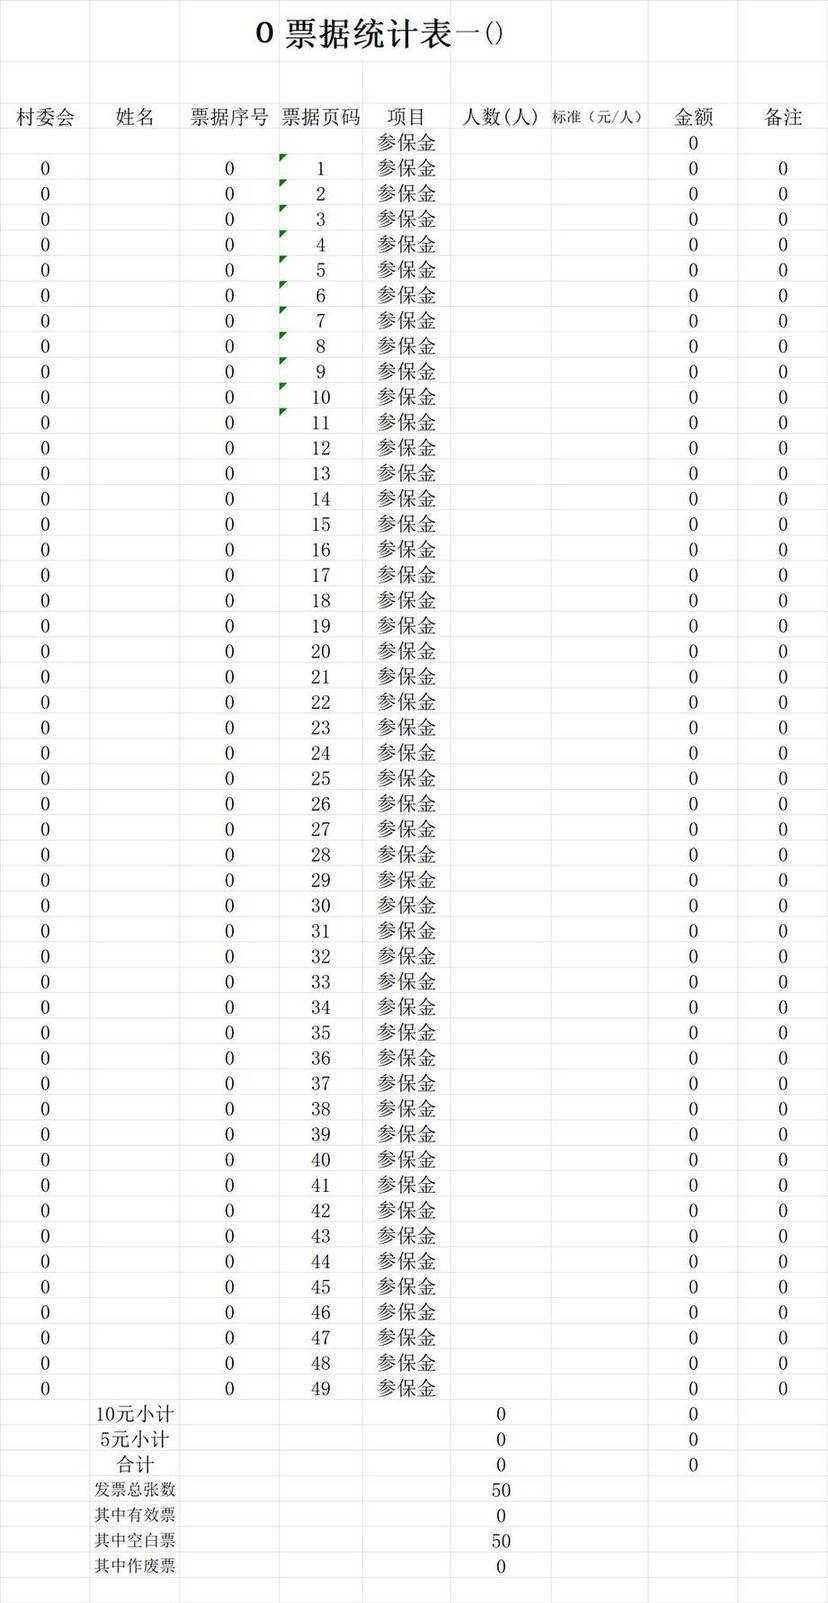 0 票据统计表一()
村委会 姓名 票据序号 票据页码 项目 人数(人) 标准（元/人） 金额 备注
参保金 0
0 0 1 参保金 0 0
0 0 2 参保金 0 0
0 0 3 参保金 0 0
0 0 4 参保金 0 0
0 0 5 参保金 0 0
0 0 6 参保金 0 0
0 0 7 参保金 0 0
0 0 8 参保金 0 0
0 0 9 参保金 0 0
0 0 10 参保金 0 0
0 0 11 参保金 0 0
0 0 12 参保金 0 0
0 0 13 参保金 0 0
0 0 14 参保金 0 0
0 0 15 参保金 0 0
0 0 16 参保金 0 0
0 0 17 参保金 0 0
0 0 18 参保金 0 0
0 0 19 参保金 0 0
0 0 20 参保金 0 0
0 0 21 参保金 0 0
0 0 22 参保金 0 0
0 0 23 参保金 0 0
0 0 24 参保金 0 0
0 0 25 参保金 0 0
0 0 26 参保金 0 0
0 0 27 参保金 0 0
0 0 28 参保金 0 0
0 0 29 参保金 0 0
0 0 30 参保金 0 0
0 0 31 参保金 0 0
0 0 32 参保金 0 0
0 0 33 参保金 0 0
0 0 34 参保金 0 0
0 0 35 参保金 0 0
0 0 36 参保金 0 0
0 0 37 参保金 0 0
0 0 38 参保金 0 0
0 0 39 参保金 0 0
0 0 40 参保金 0 0
0 0 41 参保金 0 0
0 0 42 参保金 0 0
0 0 43 参保金 0 0
0 0 44 参保金 0 0
0 0 45 参保金 0 0
0 0 46 参保金 0 0
0 0 47 参保金 0 0
0 0 48 参保金 0 0
0 0 49 参保金 0 0
10元小计 0 0
5元小计 0 0
合计 0 0
发票总张数 50
其中有效票 0
其中空白票 50
其中作废票 0